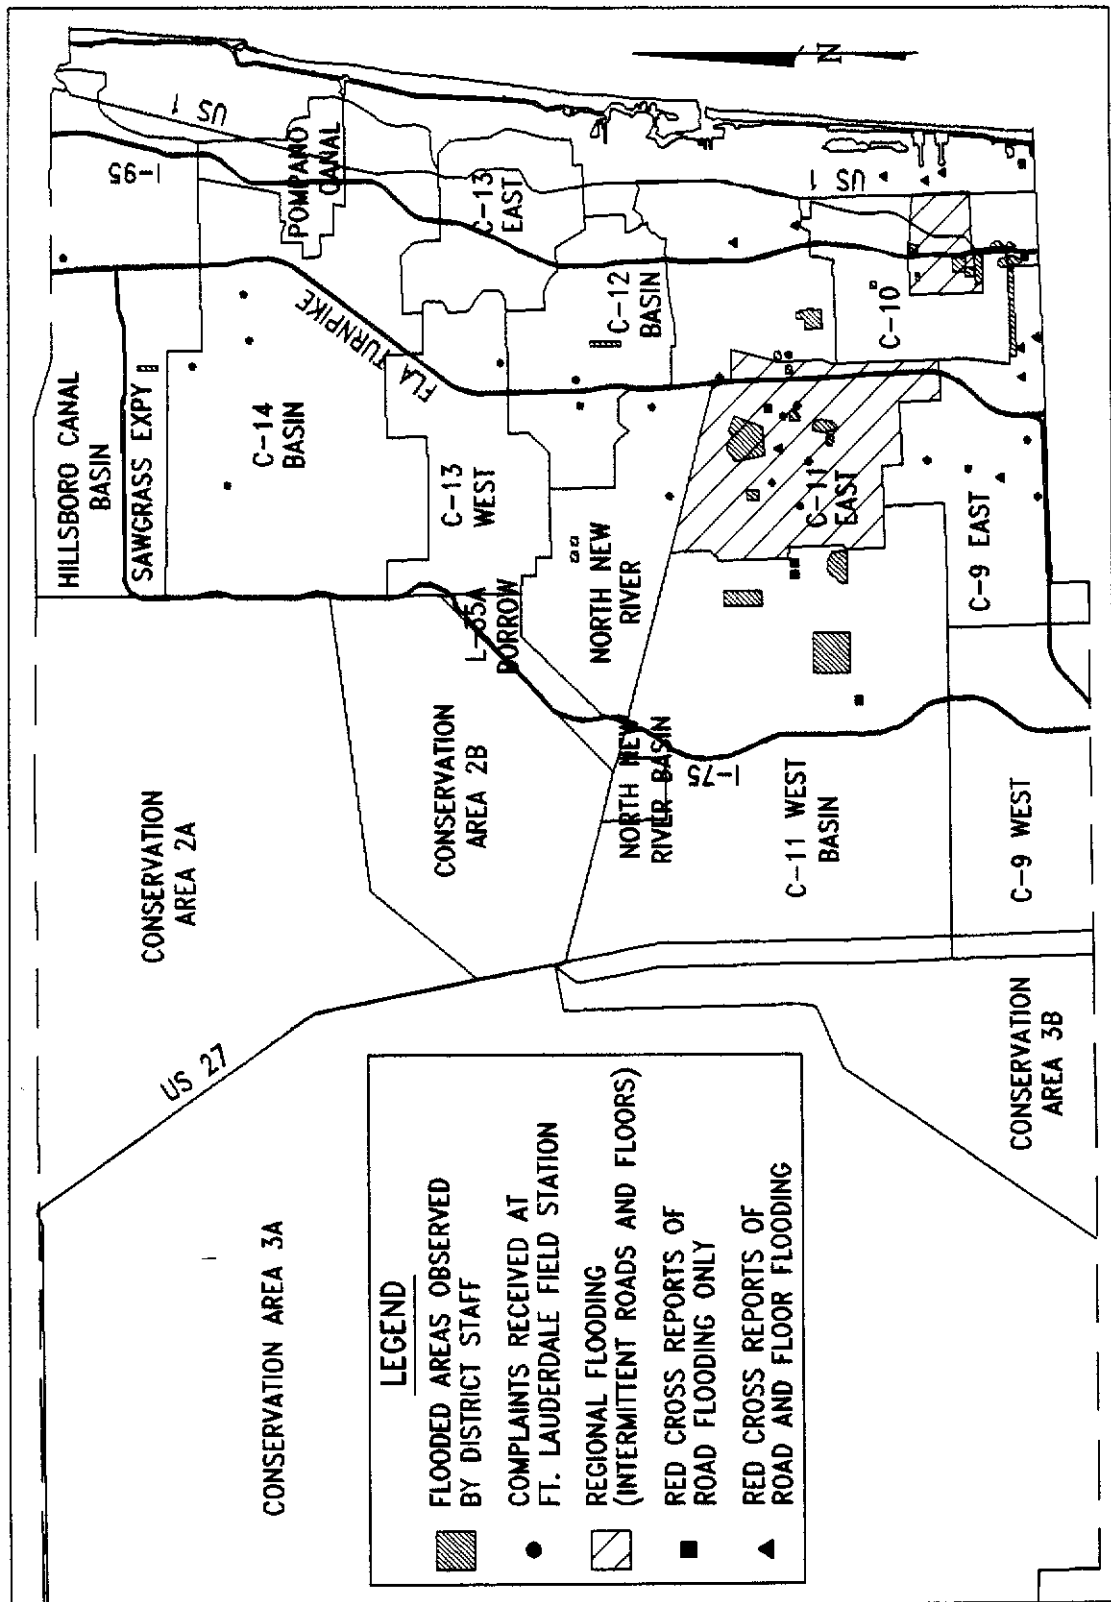 HILLSBORO CANAL
BASIN
SAWGRASS EXPY
I-95
US 1
POMPANO
CANAL
C-14
BASIN
FLA TURNPIKE
C-13
EAST
C-13
WEST
C-12
BASIN
L-35A
BORROW
NORTH NEW
RIVER
N
US 1
C-10
C-11
EAST
C-9 EAST
CONSERVATION
AREA 2A
CONSERVATION
AREA 2B
NORTH NEW
RIVER BASIN
I-75
C-11 WEST
BASIN
C-9 WEST
US 27
CONSERVATION
AREA 3B
CONSERVATION AREA 3A
LEGEND
FLOODED AREAS OBSERVED
BY DISTRICT STAFF
COMPLAINTS RECEIVED AT
FT. LAUDERDALE FIELD STATION
REGIONAL FLOODING
(INTERMITTENT ROADS AND FLOORS)
RED CROSS REPORTS OF
ROAD FLOODING ONLY
RED CROSS REPORTS OF
ROAD AND FLOOR FLOODING